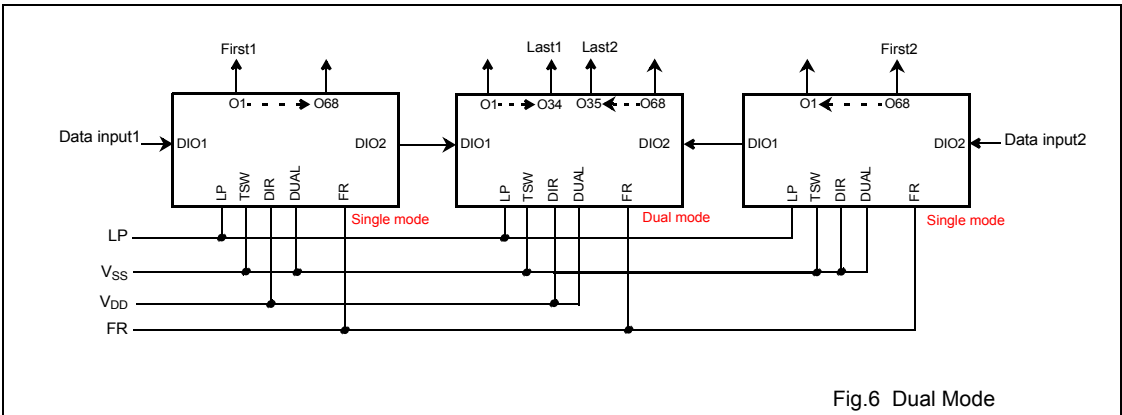 First1
Last1 Last2
First2
O1 O68
O1 O34 O35 O68
O1 O68
Data input1
DIO1 DIO2
DIO1 DIO2
DIO1 DIO2
Data input2
LP TSW DIR DUAL FR
LP TSW DIR DUAL FR
LP TSW DIR DUAL FR
Single mode
Dual mode
Single mode
LP
VSS
VDD
FR
Fig.6 Dual Mode